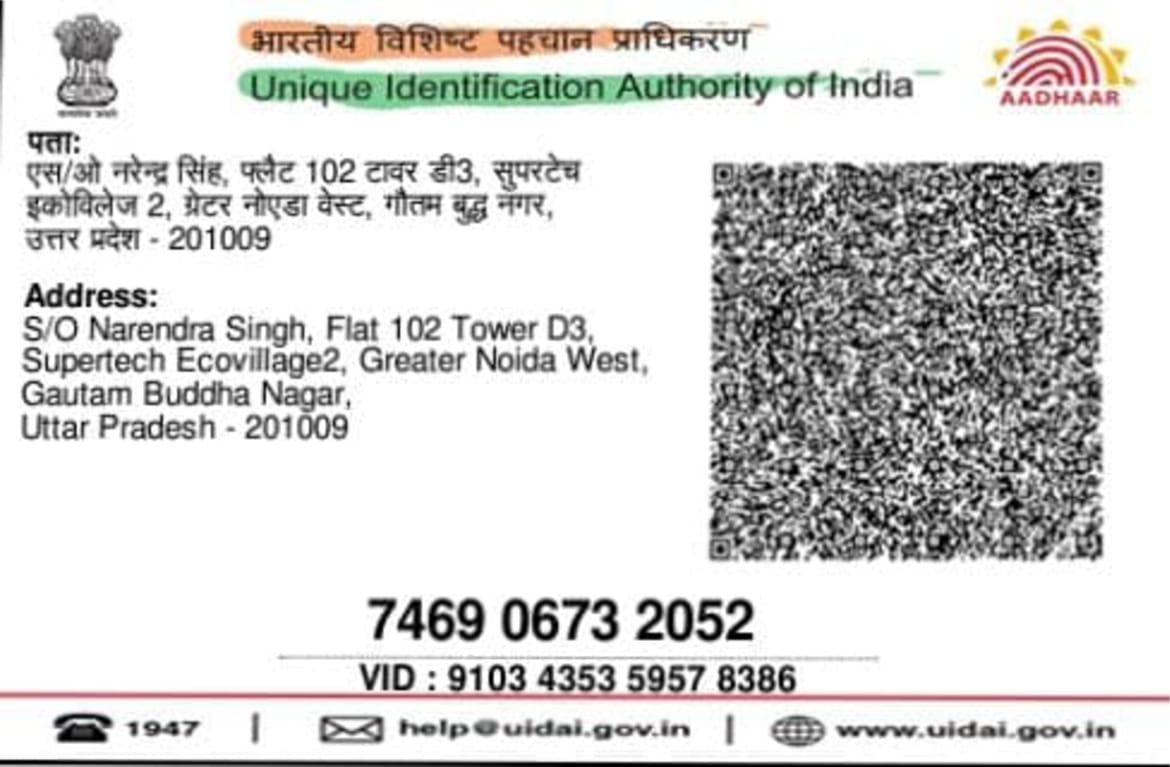 भारतीय विशिष्ट पहचान प्राधिकरण
Unique Identification Authority of India
AADHAAR
पता:
एस/ओ नरेन्द्र सिंह, फ्लैट 102 टावर डी3, सुपरटेच
इकोविलेज 2, ग्रेटर नोएडा वेस्ट, गौतम बुद्ध नगर,
उत्तर प्रदेश - 201009
Address:
S/O Narendra Singh, Flat 102 Tower D3,
Supertech Ecovillage2, Greater Noida West,
Gautam Buddha Nagar,
Uttar Pradesh - 201009
7469 0673 2052
VID : 9103 4353 5957 8386
1947 | help@uidai.gov.in | www.uidai.gov.in